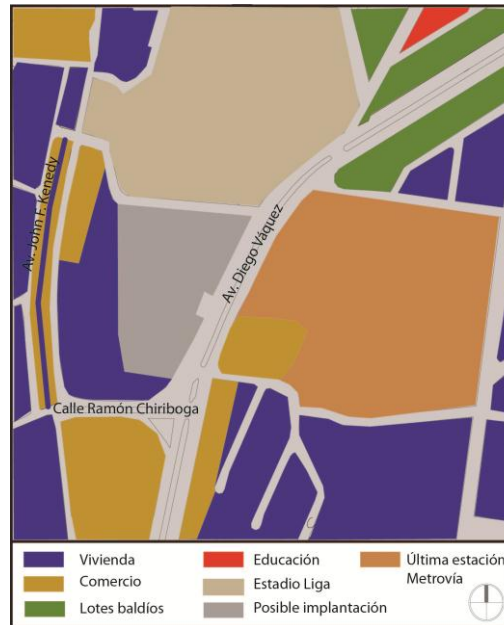 Av. John F. Kenedy
Av. Diego Váquez
Calle Ramón Chiriboga
Vivienda
Educación
Última estación
Metrovía
Comercio
Estadio Liga
Lotes baldíos
Posible implantación